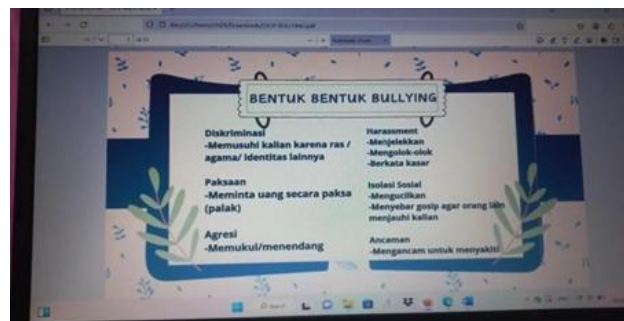 BENTUK BENTUK BULLYING
Diskriminasi
-Memusuhi kalian karena ras /
agama/ identitas lainnya
Paksaan
-Meminta uang secara paksa
(palak)
Agresi
-Memukul/menendang
Harassment
-Menjelekkan
-Mengolok-olok
-Berkata kasar
Isolasi Sosial
-Mengucilkan
-Menyebar gosip agar orang lain
menjauhi kalian
Ancaman
-Mengancam untuk menyakiti